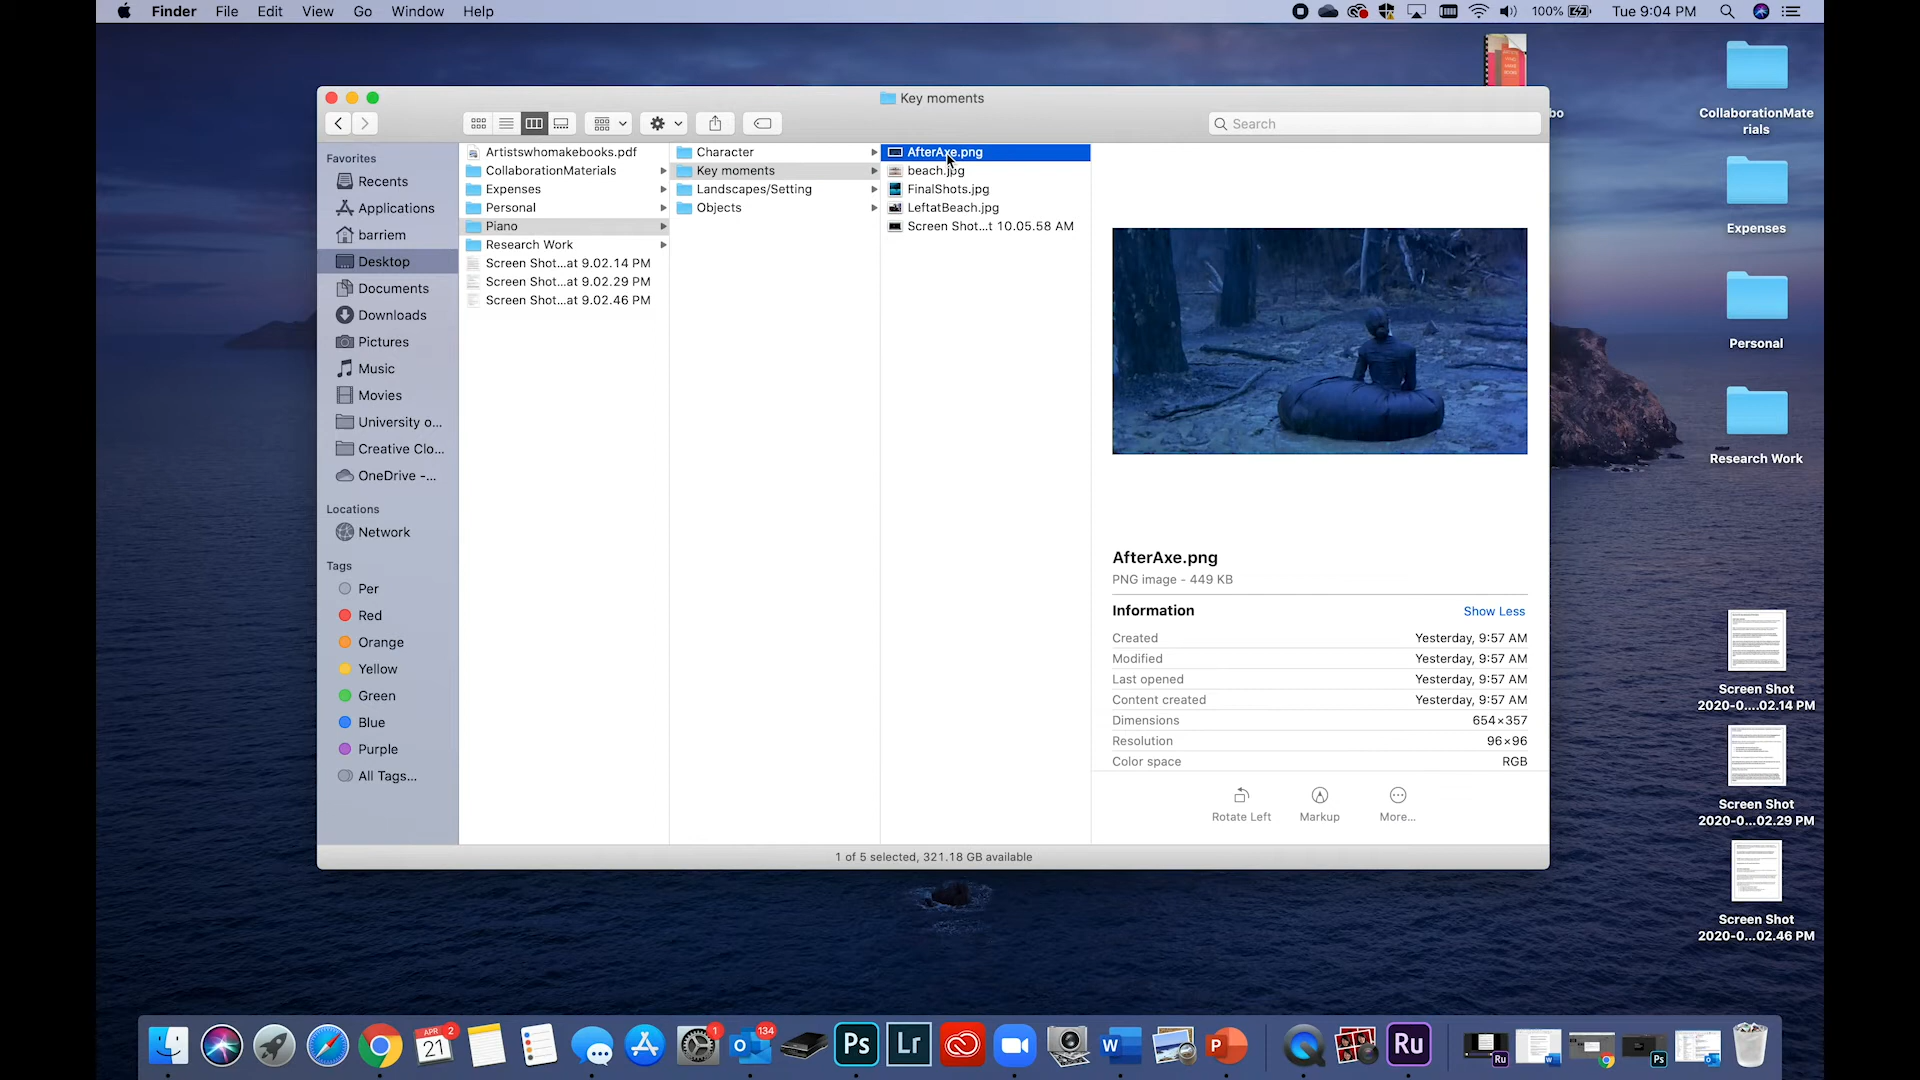 Finder File Edit View Go Window Help
100% Tue 9:04 PM
Key moments
Search
Favorites
Recents
Applications
barriem
Desktop
Documents
Downloads
Pictures
Music
Movies
University o...
Creative Clo...
OneDrive -...
Locations
Network
Tags
Per
Red
Orange
Yellow
Green
Blue
Purple
All Tags...
Artistswhomakebooks.pdf
CollaborationMaterials
Expenses
Personal
Piano
Research Work
Screen Shot...at 9.02.14 PM
Screen Shot...at 9.02.29 PM
Screen Shot...at 9.02.46 PM
Character
Key moments
Landscapes/Setting
Objects
AfterAxe.png
beach.jpg
FinalShots.jpg
LeftatBeach.jpg
Screen Shot...t 10.05.58 AM
AfterAxe.png
PNG image - 449 KB
Information Show Less
Created Yesterday, 9:57 AM
Modified Yesterday, 9:57 AM
Last opened Yesterday, 9:57 AM
Content created Yesterday, 9:57 AM
Dimensions 654×357
Resolution 96×96
Color space RGB
Rotate Left Markup More...
1 of 5 selected, 321.18 GB available
bo
CollaborationMate
rials
Expenses
Personal
Research Work
Screen Shot
2020-0....02.14 PM
Screen Shot
2020-0...02.29 PM
Screen Shot
2020-0...02.46 PM
APR 2 21 1 134 O Ps Lr W P Ru Ru W Ps